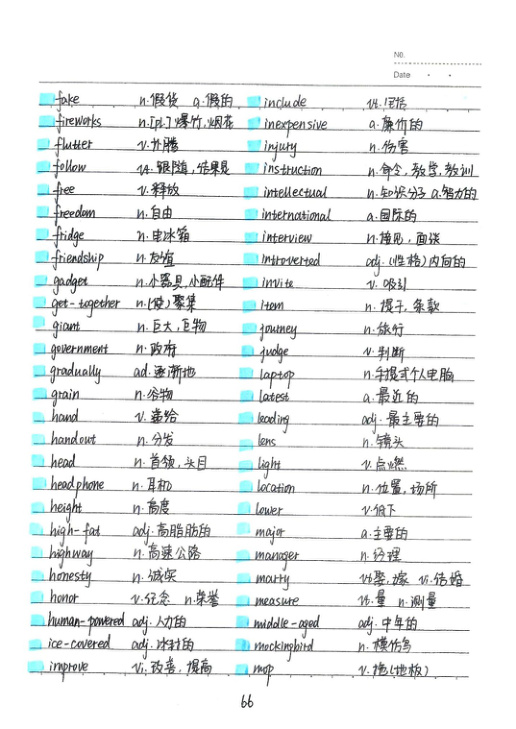 No.
Date
fake n.假货 a.假的 include vt.包括
fireworks n.[pl.]爆竹,烟花 inexpensive a.廉价的
flutter v.扑腾 injury n.伤害
follow vt.跟随,结果是 instruction n.命令,教学,教训
free v.释放 intellectual n.知识分子 a.智力的
freedom n.自由 international a.国际的
fridge n.电冰箱 interview n.接见,面谈
friendship n.友谊 introverted adj.(性格)内向的
gadget n.小器具,小配件 invite v.吸引
get-together n.(使)聚集 item n.提子,条款
giant n.巨大,巨物 journey n.旅行
government n.政府 judge v.判断
gradually ad.逐渐地 laptop n.手提式个人电脑
grain n.谷物 latest a.最近的
hand v.递给 leading adj.最主要的
handout n.分发 lens n.镜头
head n.首领,头目 light v.点燃
headphone n.耳机 location n.位置,场所
height n.高度 lower v.低下
high-fat adj.高脂肪的 major a.主要的
highway n.高速公路 manager n.经理
honesty n.诚实 marry vt.娶,嫁 vi.结婚
honor v.纪念 n.荣誉 measure vt.量 n.测量
human-powered adj.人力的 middle-aged adj.中年的
ice-covered adj.冰封的 mockingbird n.模仿鸟
improve vi.改善,提高 mop v.拖(地板)
66